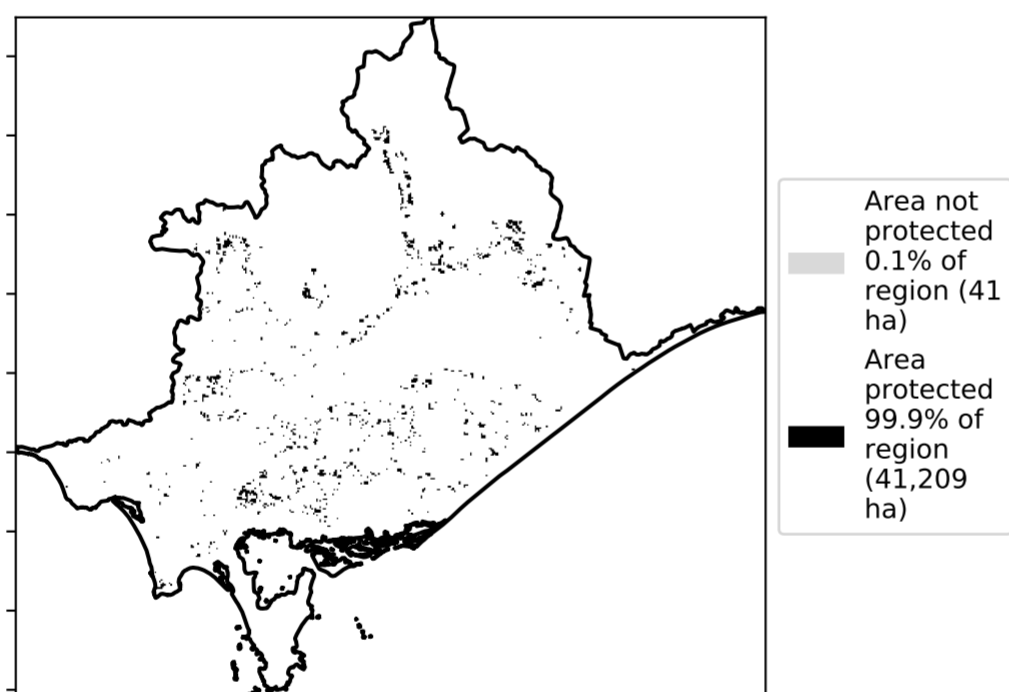 Area not
protected
0.1% of
region (41
ha)
Area
protected
99.9% of
region
(41,209
ha)